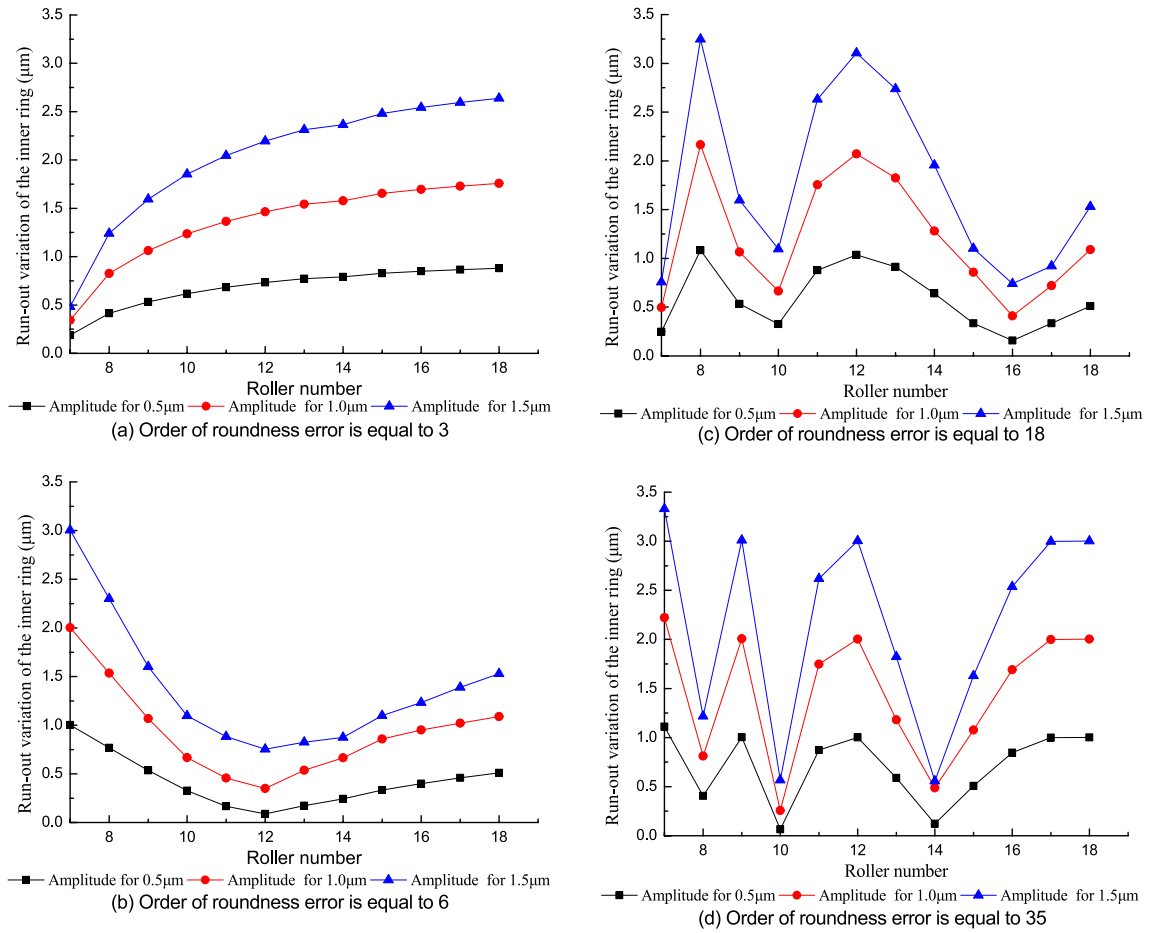 Run-out variation of the inner ring (μm)
3.5
3.0
2.5
2.0
1.5
1.0
0.5
0.0
8 10 12 14 16 18
Roller number
Amplitude for 0.5μm Amplitude for 1.0μm Amplitude for 1.5μm
(a) Order of roundness error is equal to 3
Run-out variation of the inner ring (μm)
3.5
3.0
2.5
2.0
1.5
1.0
0.5
0.0
8 10 12 14 16 18
Roller number
Amplitude for 0.5μm Amplitude for 1.0μm Amplitude for 1.5μm
(c) Order of roundness error is equal to 18
Run-out variation of the inner ring (μm)
3.5
3.0
2.5
2.0
1.5
1.0
0.5
0.0
8 10 12 14 16 18
Roller number
Amplitude for 0.5μm Amplitude for 1.0μm Amplitude for 1.5μm
(b) Order of roundness error is equal to 6
Run-out variation of the inner ring (μm)
3.5
3.0
2.5
2.0
1.5
1.0
0.5
0.0
8 10 12 14 16 18
Roller number
Amplitude for 0.5μm Amplitude for 1.0μm Amplitude for 1.5μm
(d) Order of roundness error is equal to 35